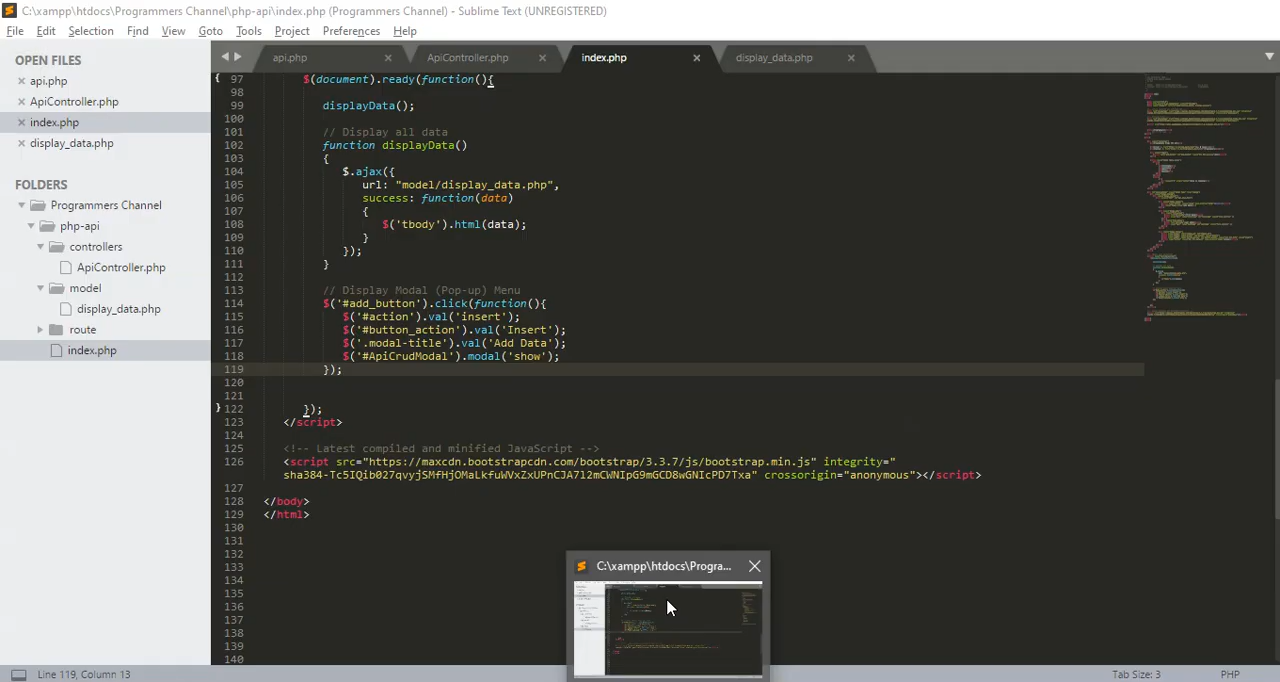 C:\xampp\htdocs\Programmers Channel\php-api\index.php (Programmers Channel) - Sublime Text (UNREGISTERED)
File Edit Selection Find View Goto Tools Project Preferences Help
OPEN FILES
api.php
ApiController.php
index.php
display_data.php
FOLDERS
Programmers Channel
php-api
controllers
ApiController.php
model
display_data.php
route
index.php
api.php ApiController.php index.php display_data.php
97 $(document).ready(function(){
98
99 displayData();
100
101 // Display all data
102 function displayData()
103 {
104 $.ajax({
105 url: "model/display_data.php",
106 success: function(data)
107 {
108 $('tbody').html(data);
109 }
110 });
111 }
112
113 // Display Modal (Pop-up) Menu
114 $('#add_button').click(function(){
115 $('#action').val('insert');
116 $('#button_action').val('Insert');
117 $('.modal-title').val('Add Data');
118 $('#ApiCrudModal').modal('show');
119 });
120
121
122 });
123 </script>
124
125 <!-- Latest compiled and minified JavaScript -->
126 <script src="https://maxcdn.bootstrapcdn.com/bootstrap/3.3.7/js/bootstrap.min.js" integrity="
sha384-Tc5IQib027qvyjSMfHjOMaLkfuWVxZxUPnCJA7l2mCWNIpG9mGCD8wGNIcPD7Txa" crossorigin="anonymous"></script>
127
128 </body>
129 </html>
130
131
132
133
134
135
136
137
138
139
140
C:\xampp\htdocs\Progra...
Line 119, Column 13
Tab Size: 3
PHP